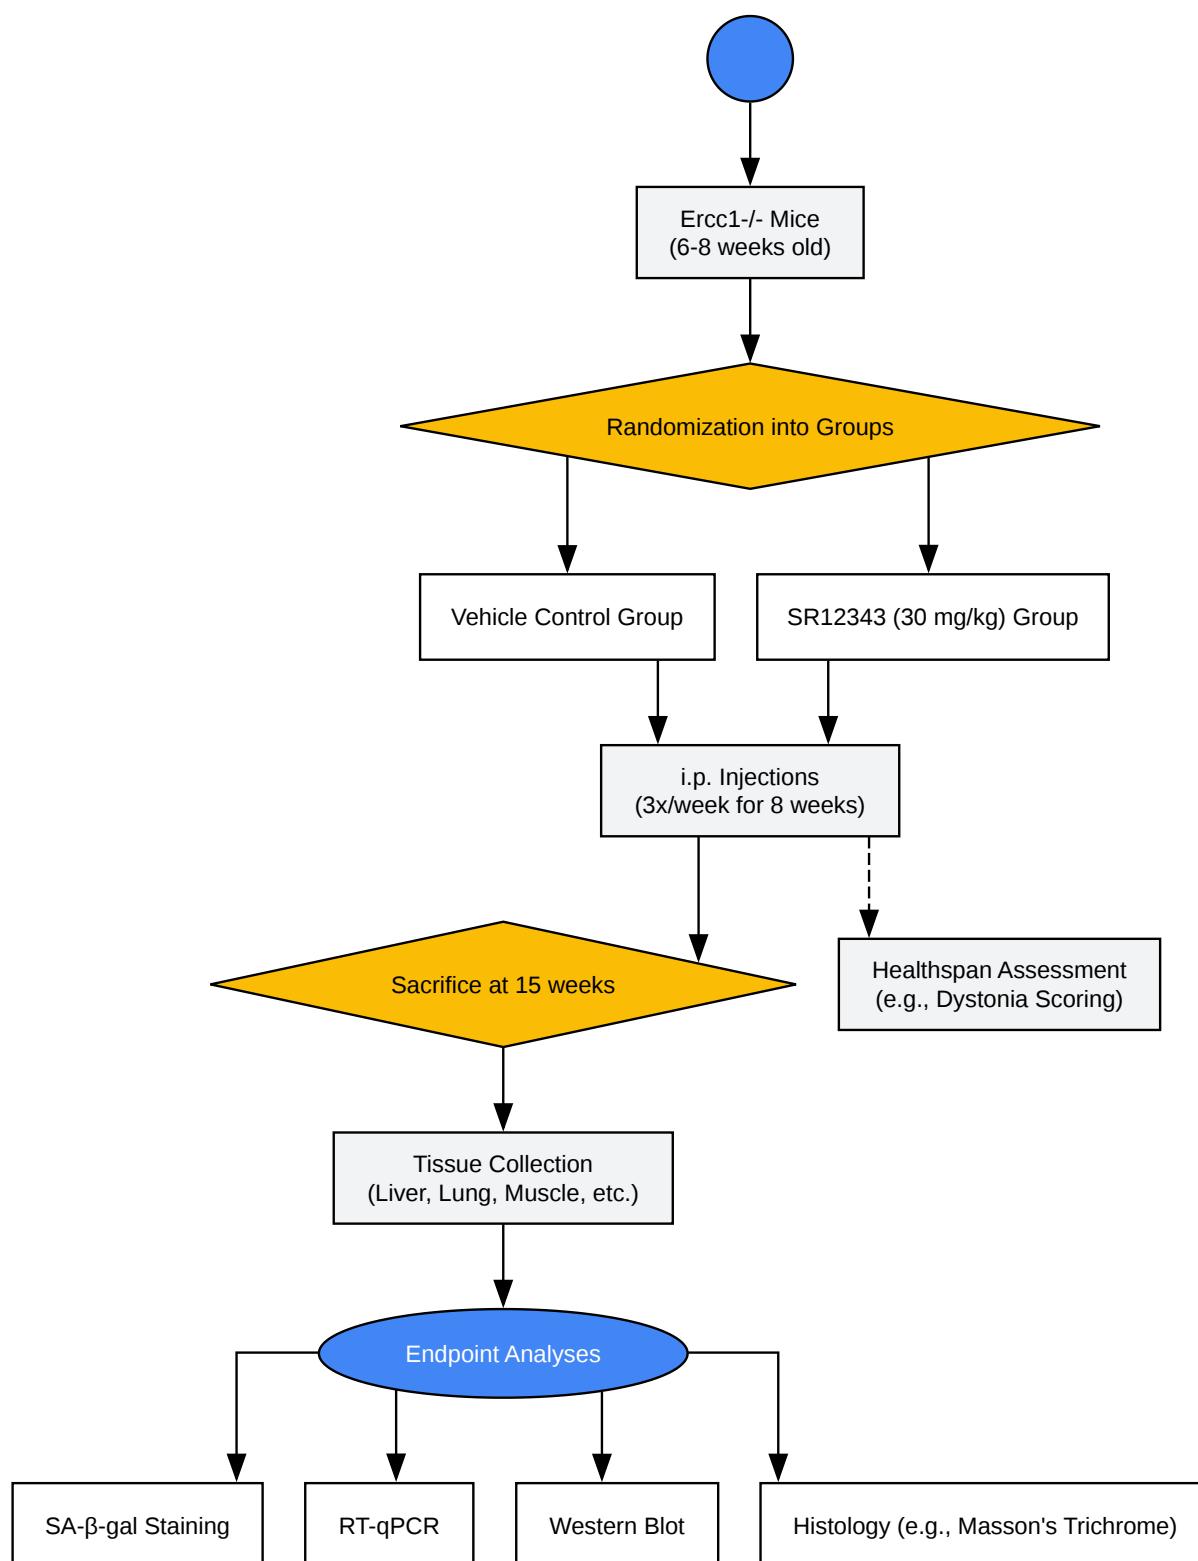 Ercc1-/- Mice
(6-8 weeks old)
Randomization into Groups
Vehicle Control Group
SR12343 (30 mg/kg) Group
i.p. Injections
(3x/week for 8 weeks)
Sacrifice at 15 weeks
Healthspan Assessment
(e.g., Dystonia Scoring)
Tissue Collection
(Liver, Lung, Muscle, etc.)
Endpoint Analyses
SA-β-gal Staining
RT-qPCR
Western Blot
Histology (e.g., Masson's Trichrome)